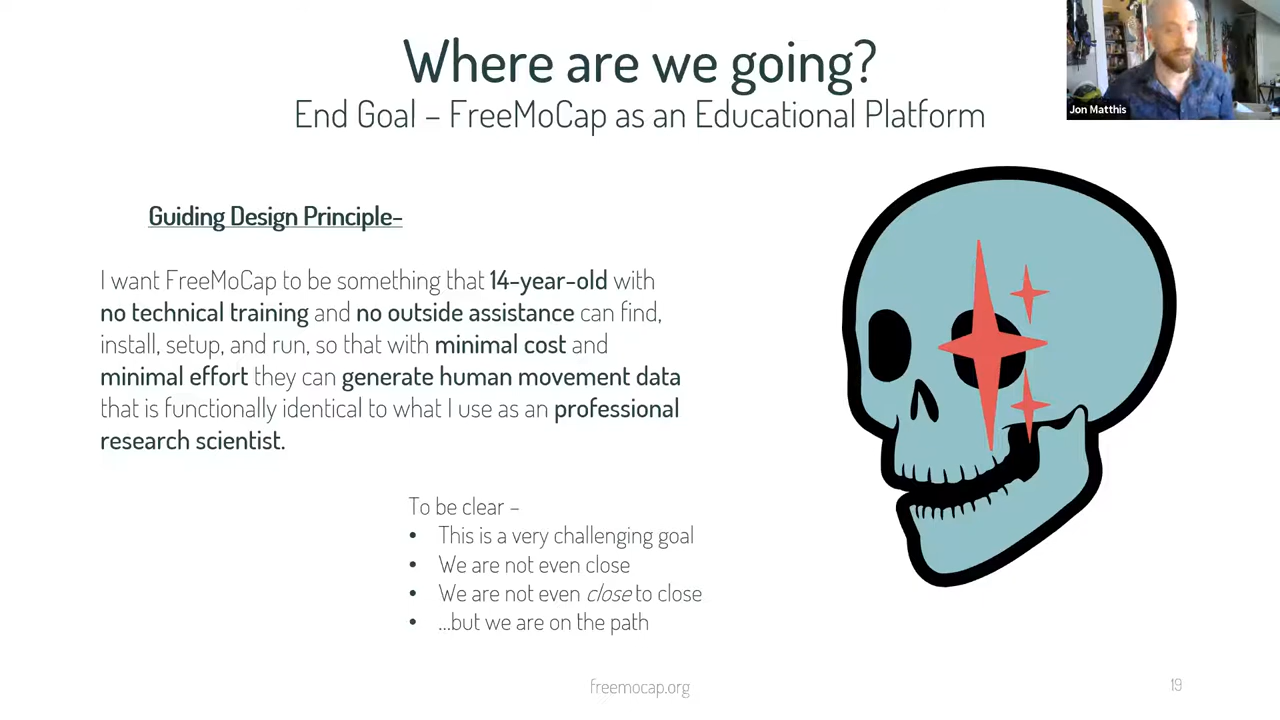 Where are we going?
End Goal – FreeMoCap as an Educational Platform
Jon Matthis
Guiding Design Principle-
I want FreeMoCap to be something that 14-year-old with
no technical training and no outside assistance can find,
install, setup, and run, so that with minimal cost and
minimal effort they can generate human movement data
that is functionally identical to what I use as an professional
research scientist.
To be clear –
• This is a very challenging goal
• We are not even close
• We are not even close to close
• ...but we are on the path
freemocap.org
19